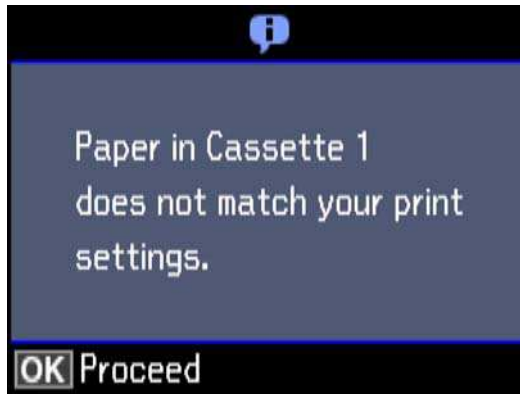 Paper in Cassette 1
does not match your print
settings.
OK Proceed